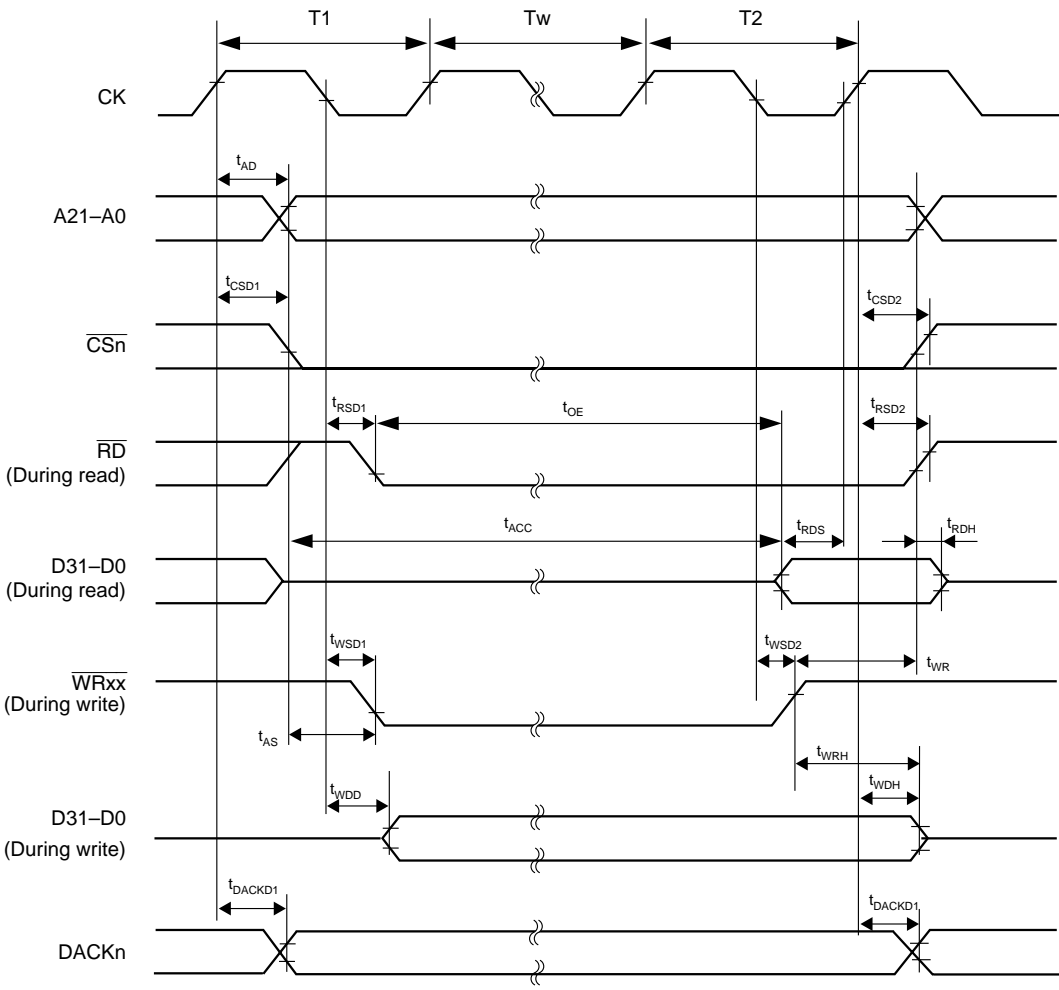 T1 Tw T2
CK
tAD
A21–A0
tCSD1 tCSD2
CSn
tRSD1 tOE tRSD2
RD
(During read)
tACC tRDS tRDH
D31–D0
(During read)
tWSD1 tWSD2
tWR
WRxx
(During write)
tAS
tWRH
tWDD tWDH
D31–D0
(During write)
tDACKD1 tDACKD1
DACKn